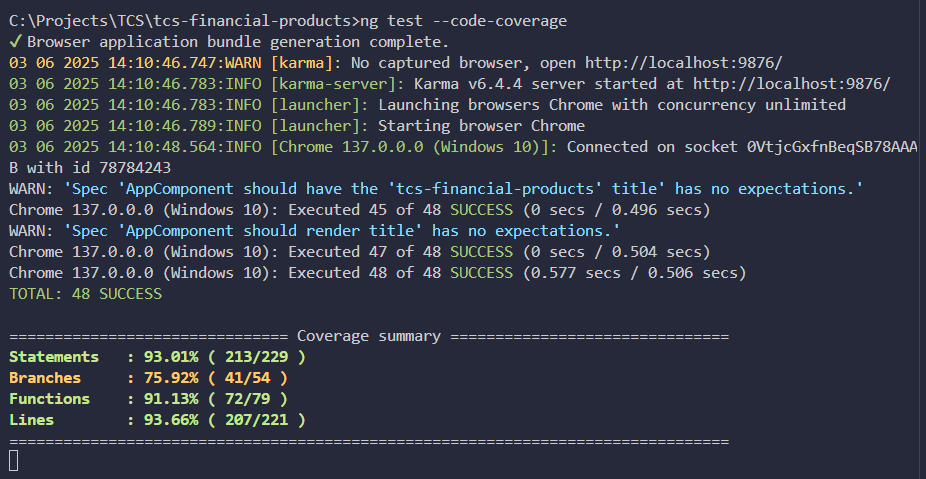 C:\Projects\TCS\tcs-financial-products>ng test --code-coverage
✓ Browser application bundle generation complete.
03 06 2025 14:10:46.747:WARN [karma]: No captured browser, open http://localhost:9876/
03 06 2025 14:10:46.783:INFO [karma-server]: Karma v6.4.4 server started at http://localhost:9876/
03 06 2025 14:10:46.783:INFO [launcher]: Launching browsers Chrome with concurrency unlimited
03 06 2025 14:10:46.789:INFO [launcher]: Starting browser Chrome
03 06 2025 14:10:48.564:INFO [Chrome 137.0.0.0 (Windows 10)]: Connected on socket 0VtjcGxfnBeqSB78AAA
B with id 78784243
WARN: 'Spec 'AppComponent should have the 'tcs-financial-products' title' has no expectations.'
Chrome 137.0.0.0 (Windows 10): Executed 45 of 48 SUCCESS (0 secs / 0.496 secs)
WARN: 'Spec 'AppComponent should render title' has no expectations.'
Chrome 137.0.0.0 (Windows 10): Executed 47 of 48 SUCCESS (0 secs / 0.504 secs)
Chrome 137.0.0.0 (Windows 10): Executed 48 of 48 SUCCESS (0.577 secs / 0.506 secs)
TOTAL: 48 SUCCESS
=============================== Coverage summary ===============================
Statements   : 93.01% ( 213/229 )
Branches     : 75.92% ( 41/54 )
Functions    : 91.13% ( 72/79 )
Lines        : 93.66% ( 207/221 )
================================================================================